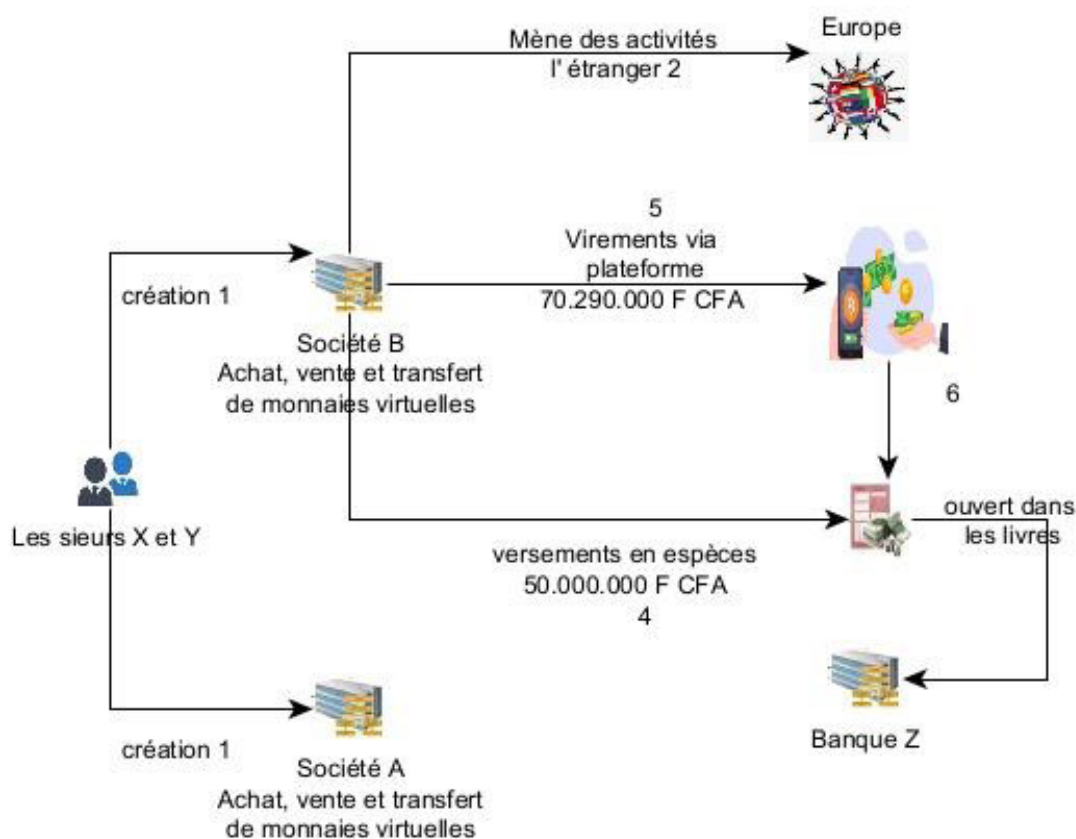 Europe
Mène des activités
l' étranger 2
5
Virements via
plateforme
70.290.000 F CFA
création 1
Société B
Achat, vente et transfert
de monnaies virtuelles
6
Les sieurs X et Y
ouvert dans
les livres
versements en espèces
50.000.000 F CFA
4
Banque Z
création 1
Société A
Achat, vente et transfert
de monnaies virtuelles